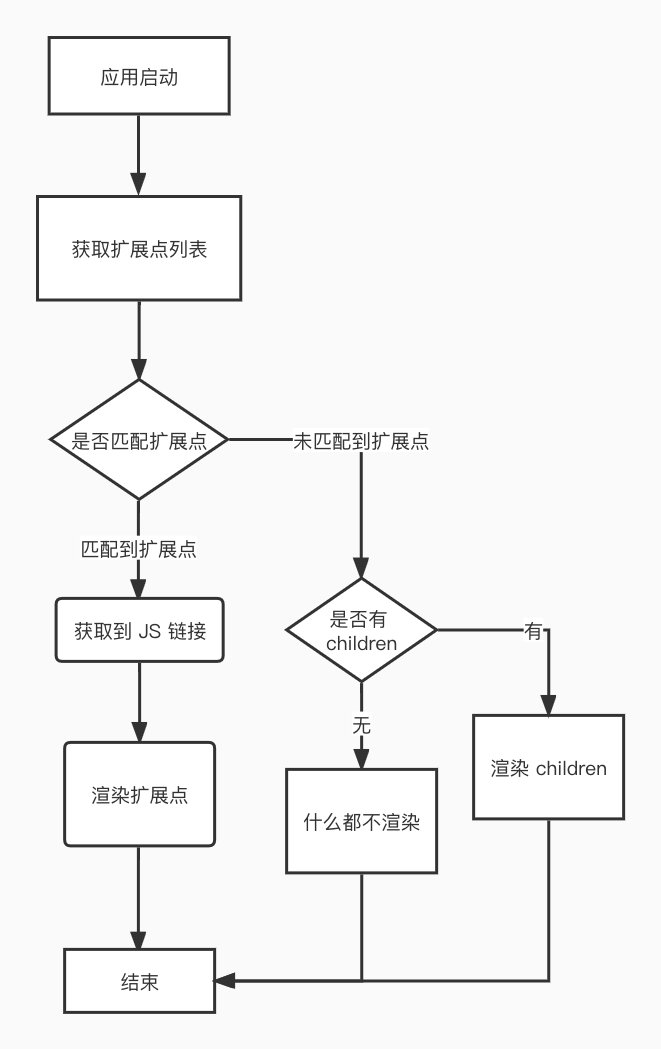 应用启动
获取扩展点列表
是否匹配扩展点
未匹配到扩展点
匹配到扩展点
获取到 JS 链接
是否有
children
有
无
渲染扩展点
渲染 children
什么都不渲染
结束